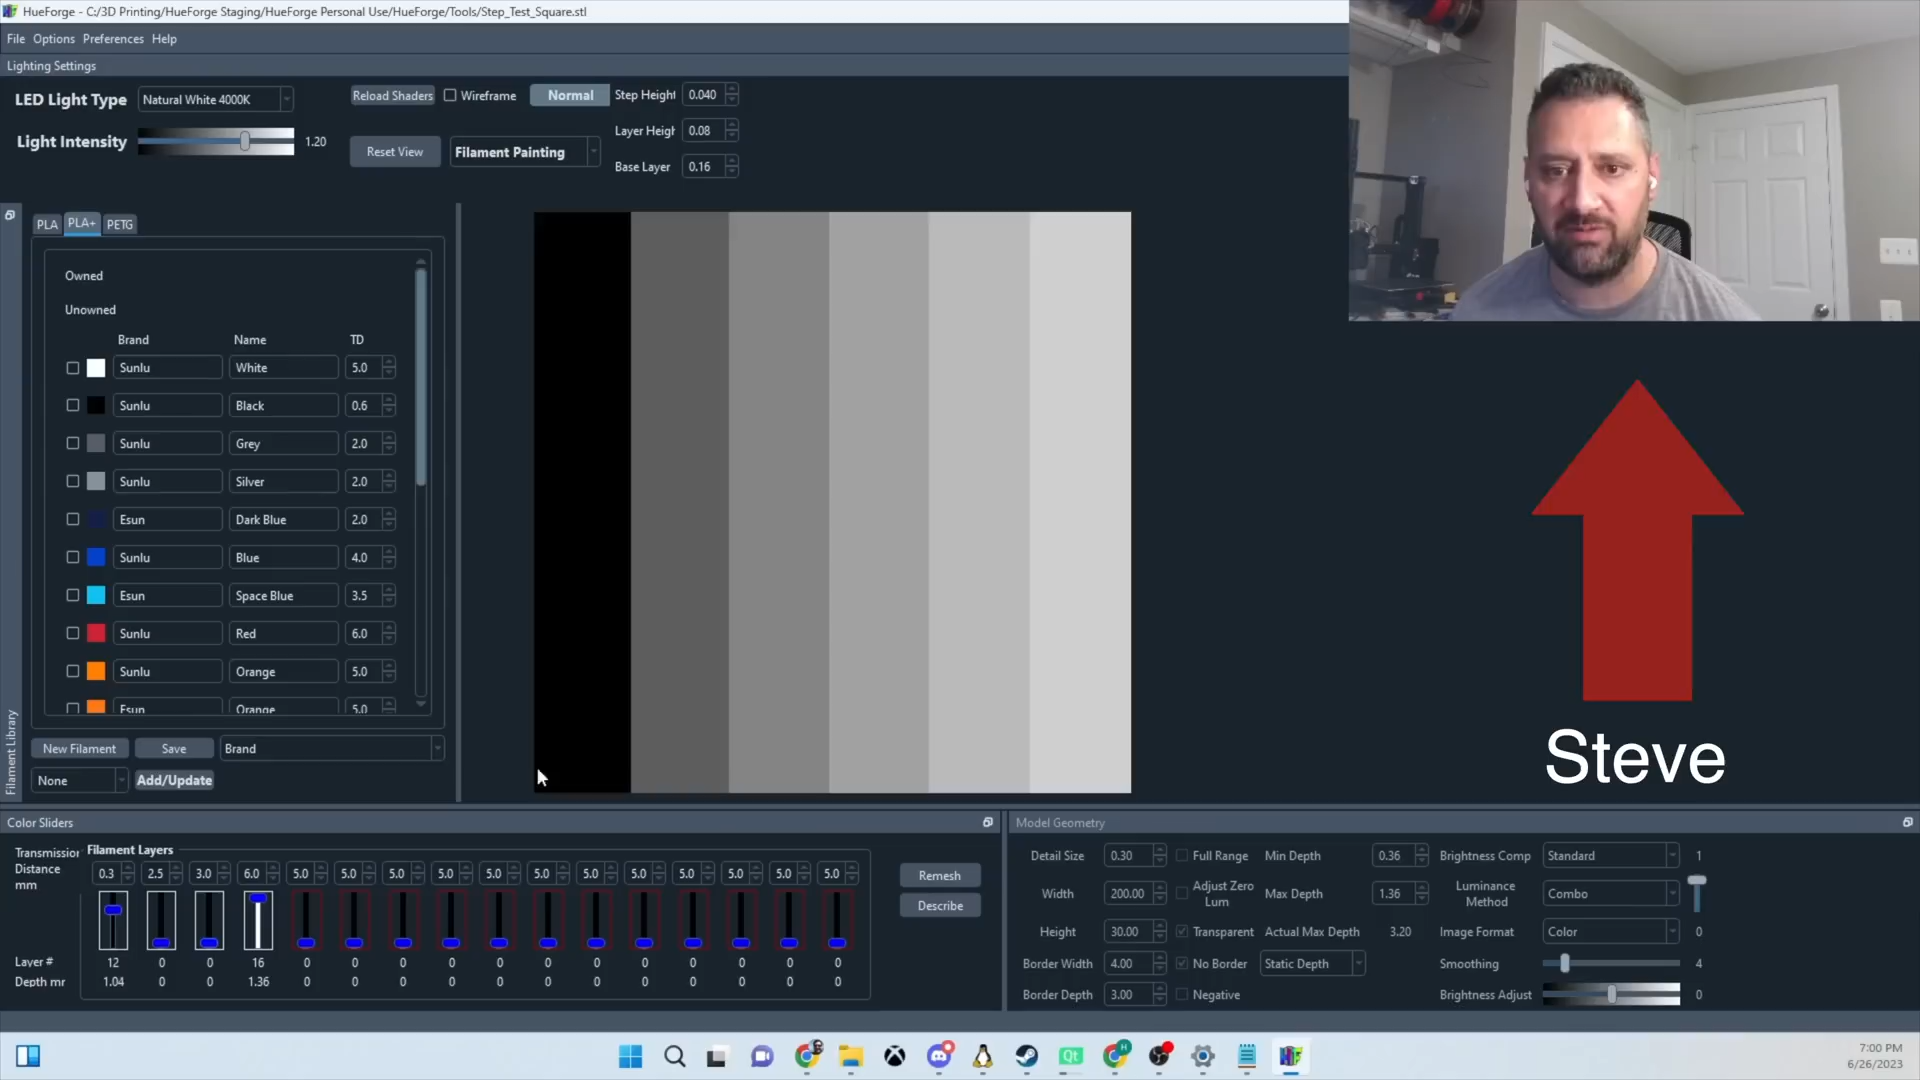 HueForge - C:/3D Printing/HueForge Staging/HueForge Personal Use/HueForge/Tools/Step_Test_Square.stl
File Options Preferences Help
Lighting Settings
LED Light Type Natural White 4000K Reload Shaders Wireframe Normal Step Height 0.040
Layer Heigh 0.08
Light Intensity 1.20 Reset View Filament Painting
Base Layer 0.16
PLA PLA+ PETG
Owned
Unowned
Brand Name TD
Sunlu White 5.0
Sunlu Black 0.6
Sunlu Grey 2.0
Sunlu Silver 2.0
Esun Dark Blue 2.0
Sunlu Blue 4.0
Esun Space Blue 3.5
Sunlu Red 6.0
Sunlu Orange 5.0
Esun Orange 5.0
Filament Library
New Filament Save Brand
None Add/Update
Steve
Color Sliders
Transmission Distance mm
Filament Layers
0.3 2.5 3.0 6.0 5.0 5.0 5.0 5.0 5.0 5.0 5.0 5.0 5.0 5.0 5.0 5.0
Layer # 12 0 0 16 0 0 0 0 0 0 0 0 0 0 0 0
Depth mr 1.04 0 0 1.36 0 0 0 0 0 0 0 0 0 0 0 0
Remesh
Describe
Model Geometry
Detail Size 0.30 Full Range Min Depth 0.36 Brightness Comp Standard 1
Width 200.00 Adjust Zero Lum Max Depth 1.36 Luminance Method Combo
Height 30.00 Transparent Actual Max Depth 3.20 Image Format Color 0
Border Width 4.00 No Border Static Depth Smoothing 4
Border Depth 3.00 Negative Brightness Adjust 0
7:00 PM
6/26/2023